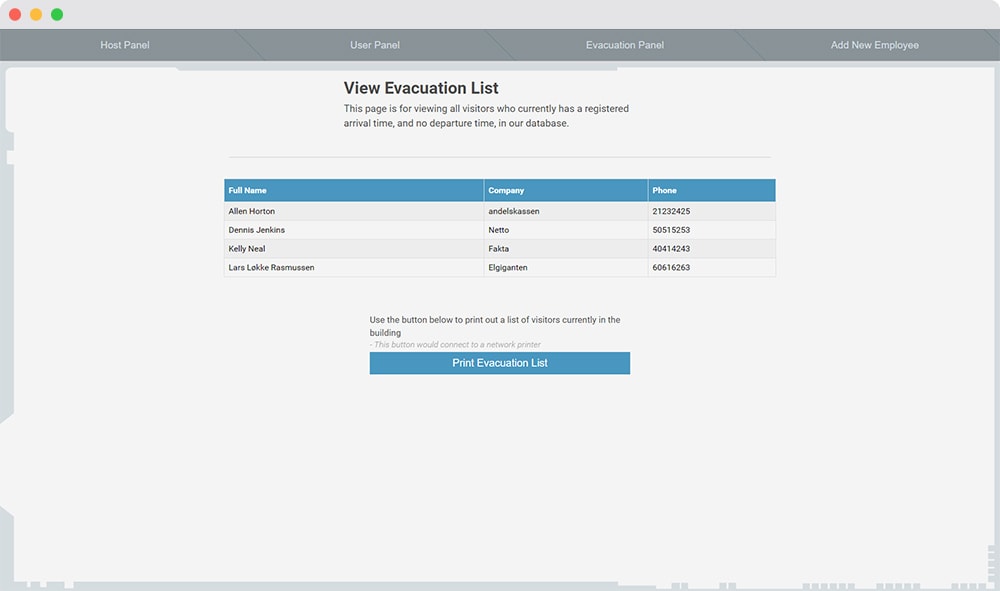 Host Panel User Panel Evacuation Panel Add New Employee
View Evacuation List
This page is for viewing all visitors who currently has a registered
arrival time, and no departure time, in our database.
Full Name Company Phone
Allen Horton andelskassen 21232425
Dennis Jenkins Netto 50515253
Kelly Neal Fakta 40414243
Lars Løkke Rasmussen Elgiganten 60616263
Use the button below to print out a list of visitors currently in the
building
- This button would connect to a network printer
Print Evacuation List